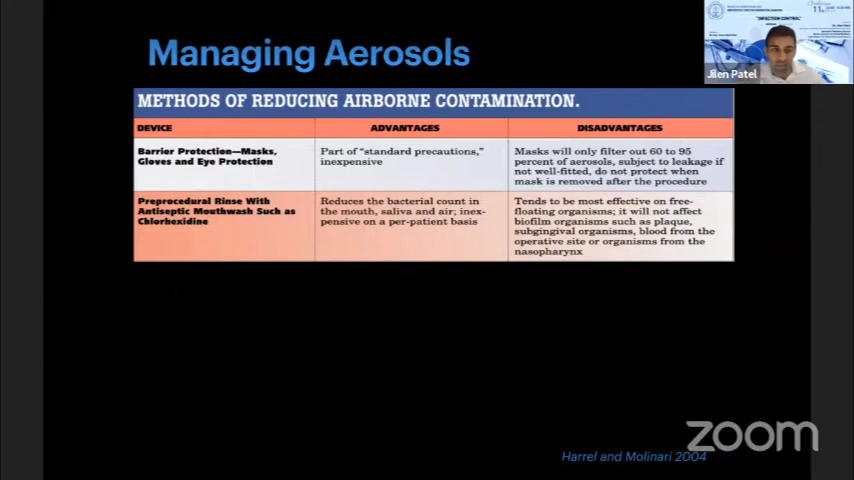 Managing Aerosols
"INFECTION CONTROL"
Jilen Patel
METHODS OF REDUCING AIRBORNE CONTAMINATION.
DEVICE
ADVANTAGES
DISADVANTAGES
Barrier Protection—Masks,
Gloves and Eye Protection
Part of "standard precautions,"
inexpensive
Masks will only filter out 60 to 95
percent of aerosols, subject to leakage if
not well-fitted, do not protect when
mask is removed after the procedure
Preprocedural Rinse With
Antiseptic Mouthwash Such as
Chlorhexidine
Reduces the bacterial count in
the mouth, saliva and air; inex-
pensive on a per-patient basis
Tends to be most effective on free-
floating organisms; it will not affect
biofilm organisms such as plaque,
subgingival organisms, blood from the
operative site or organisms from the
nasopharynx
zoom
Harrel and Molinari 2004